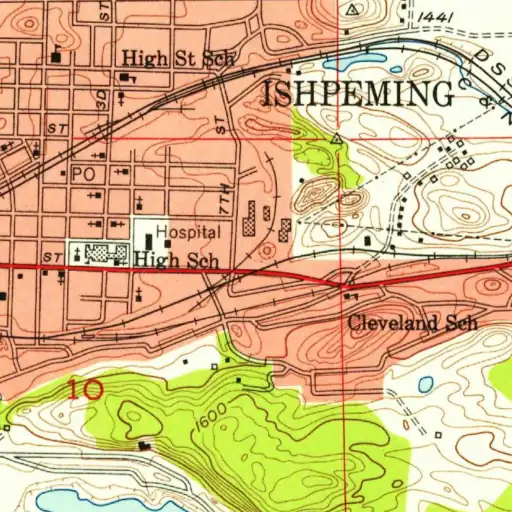 1441
ST
High St Sch
DSS
C & N
3D
ISHPEMING
ST
ST
PO
7TH
Hospital
ST
High Sch
Cleveland Sch
10
1600